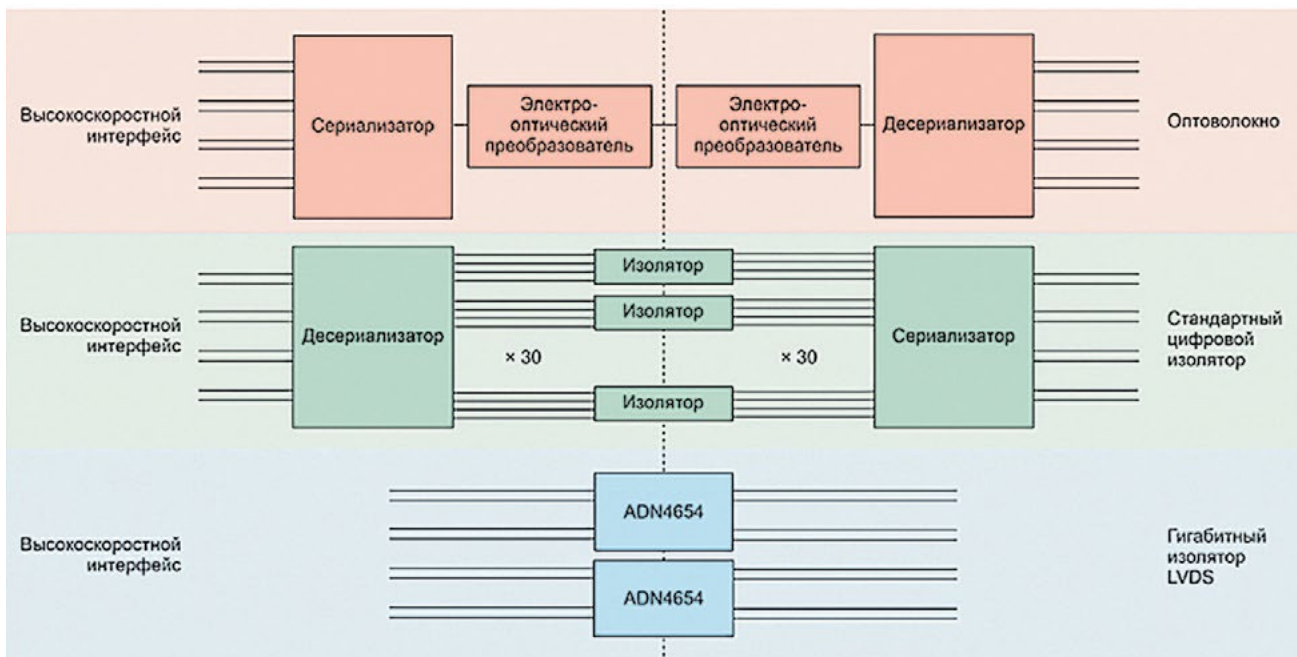 Высокоскоростной
интерфейс
Сериализатор
Электро-
оптический
преобразователь
Электро-
оптический
преобразователь
Десериализатор
Оптоволокно
Высокоскоростной
интерфейс
Десериализатор
Изолятор
Изолятор
× 30
× 30
Изолятор
Сериализатор
Стандартный
цифровой
изолятор
Высокоскоростной
интерфейс
ADN4654
ADN4654
Гигабитный
изолятор
LVDS